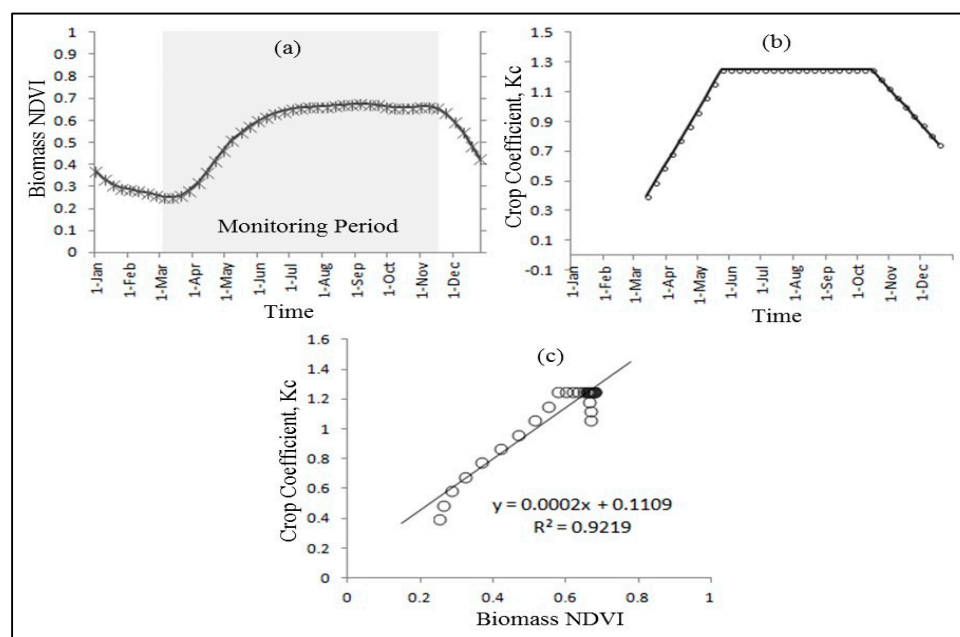 (a)
Biomass NDVI
1
0.9
0.8
0.7
0.6
0.5
0.4
0.3
0.2
0.1
0
Monitoring Period
1-Jan
1-Feb
1-Mar
1-Apr
1-May
1-Jun
1-Jul
1-Aug
1-Sep
1-Oct
1-Nov
1-Dec
Time
(b)
Crop Coefficient, Kc
1.5
1.3
1.1
0.9
0.7
0.5
0.3
0.1
-0.1
1-Jan
1-Feb
1-Mar
1-Apr
1-May
1-Jun
1-Jul
1-Aug
1-Sep
1-Oct
1-Nov
1-Dec
Time
(c)
Crop Coefficient, Kc
1.6
1.4
1.2
1
0.8
0.6
0.4
0.2
0
y = 0.0002x + 0.1109
R² = 0.9219
0
0.2
0.4
0.6
0.8
1
Biomass NDVI